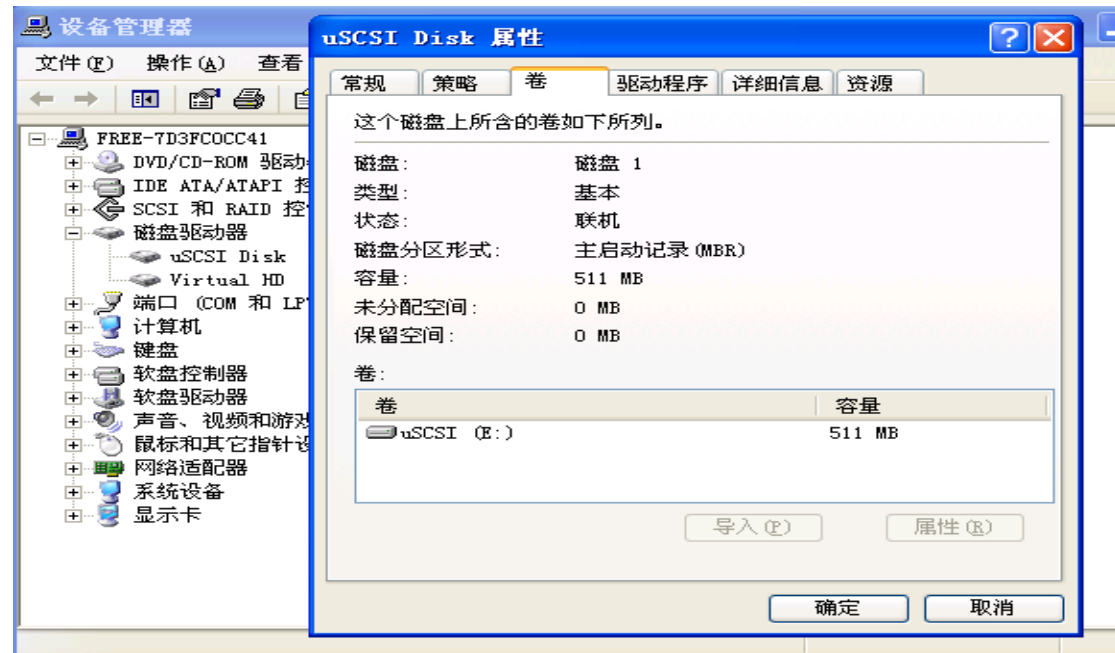 设备管理器
文件(F) 操作(A) 查看
FREE-7D3FC0CC41
DVD/CD-ROM 驱动
IDE ATA/ATAPI 控
SCSI 和 RAID 控
磁盘驱动器
uSCSI Disk
Virtual HD
端口 (COM 和 LP
计算机
键盘
软盘控制器
软盘驱动器
声音、视频和游戏
鼠标和其它指针设
网络适配器
系统设备
显示卡
uSCSI Disk 属性
常规 策略 卷 驱动程序 详细信息 资源
这个磁盘上所含的卷如下所列。
磁盘: 磁盘 1
类型: 基本
状态: 联机
磁盘分区形式: 主启动记录(MBR)
容量: 511 MB
未分配空间: 0 MB
保留空间: 0 MB
卷:
卷 容量
uSCSI (E:) 511 MB
导入(P) 属性(R)
确定 取消